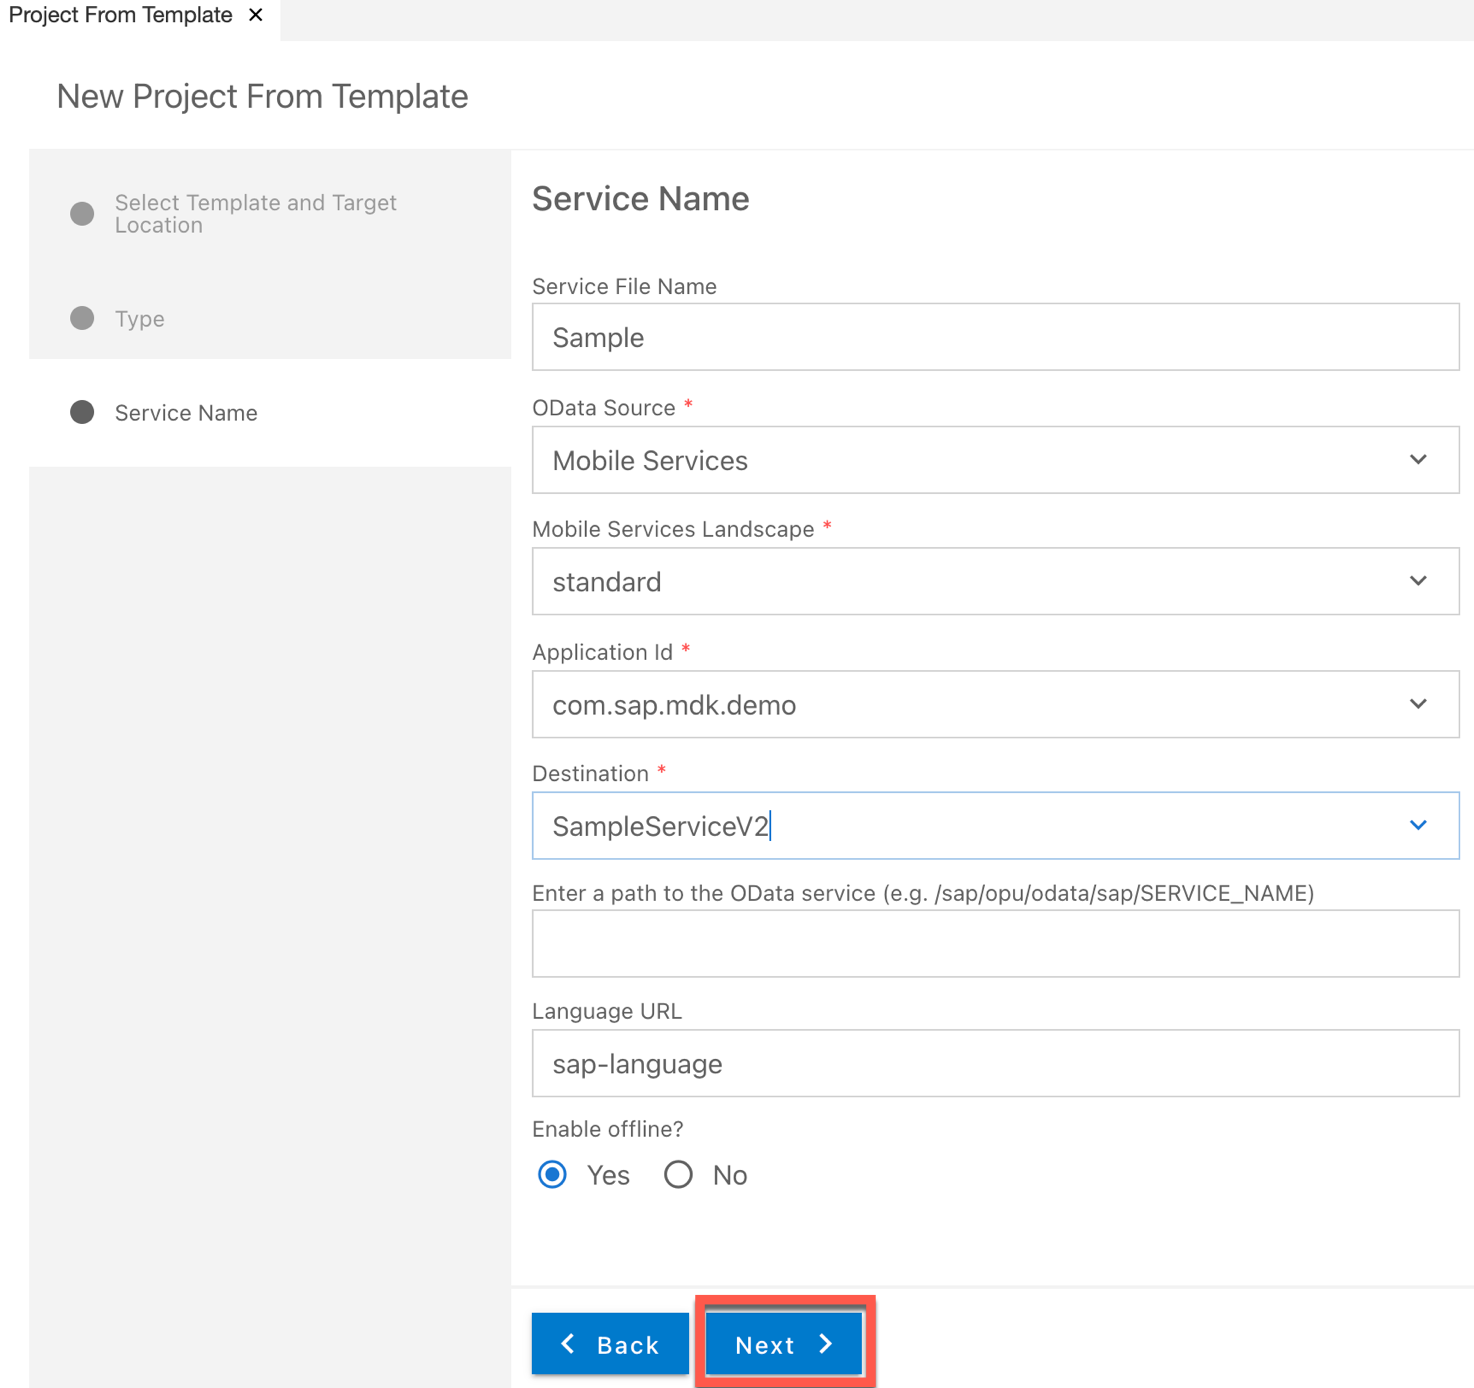 Project From Template ×
New Project From Template
Select Template and Target
Location
Type
Service Name
Service Name
Service File Name
Sample
OData Source *
Mobile Services
Mobile Services Landscape *
standard
Application Id *
com.sap.mdk.demo
Destination *
SampleServiceV2
Enter a path to the OData service (e.g. /sap/opu/odata/sap/SERVICE_NAME)
Language URL
sap-language
Enable offline?
Yes No
Back Next